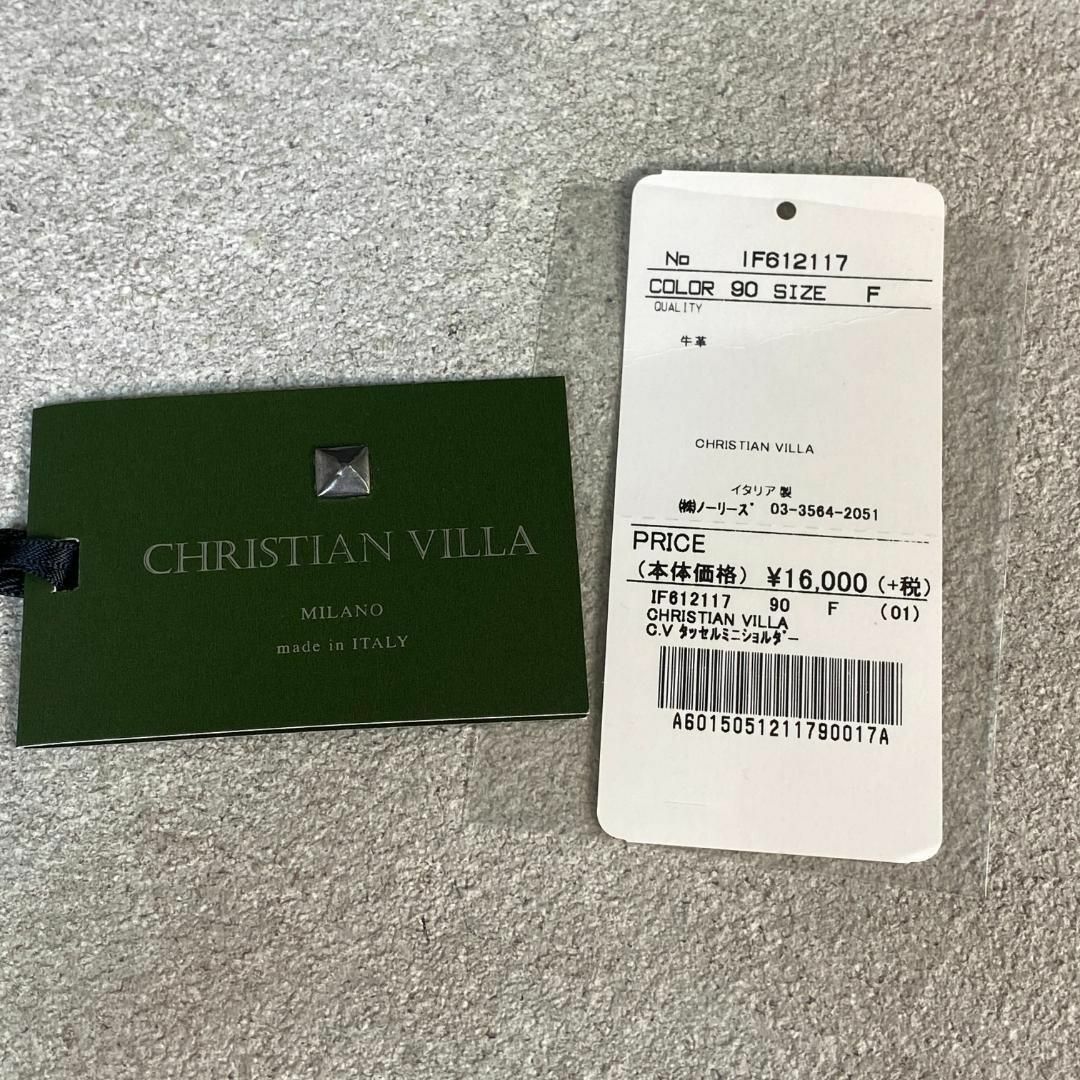 CHRISTIAN VILLA
MILANO
made in ITALY
No IF612117
COLOR 90 SIZE F
QUALITY
牛革
CHRISTIAN VILLA
イタリア製
㈱ノーリーズ 03-3564-2051
PRICE
(本体価格) ¥16,000 (+税)
IF612117 90 F (01)
CHRISTIAN VILLA
C.V タッセルミニショルダー
A6015051211790017A